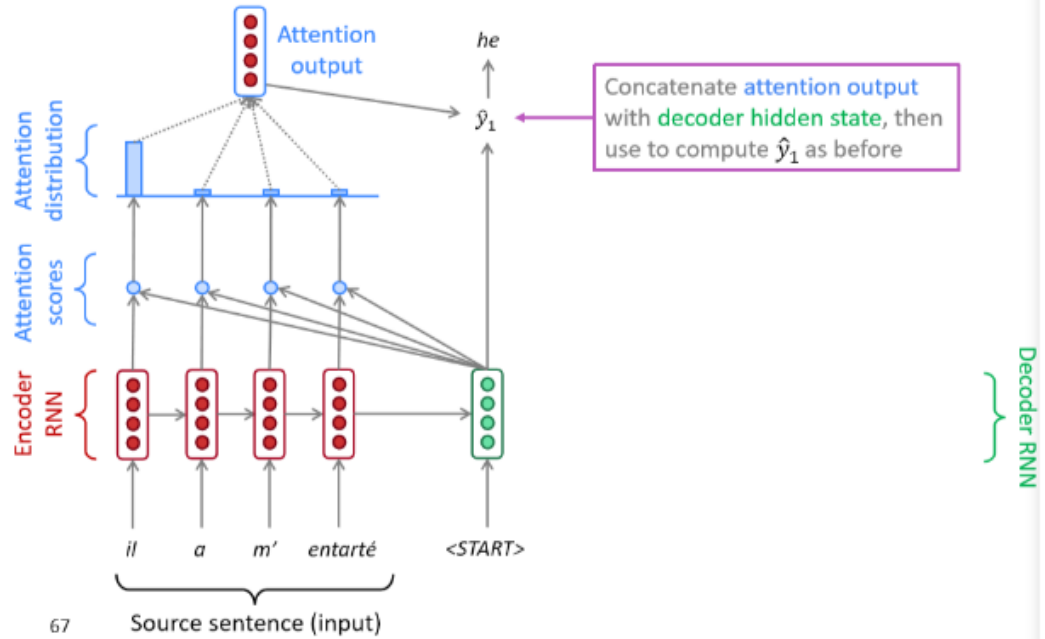 Attention
output
he
ŷ₁
Concatenate attention output
with decoder hidden state, then
use to compute ŷ₁ as before
Attention
distribution
Attention
scores
Encoder
RNN
Decoder RNN
il a m' entarté <START>
Source sentence (input)
67